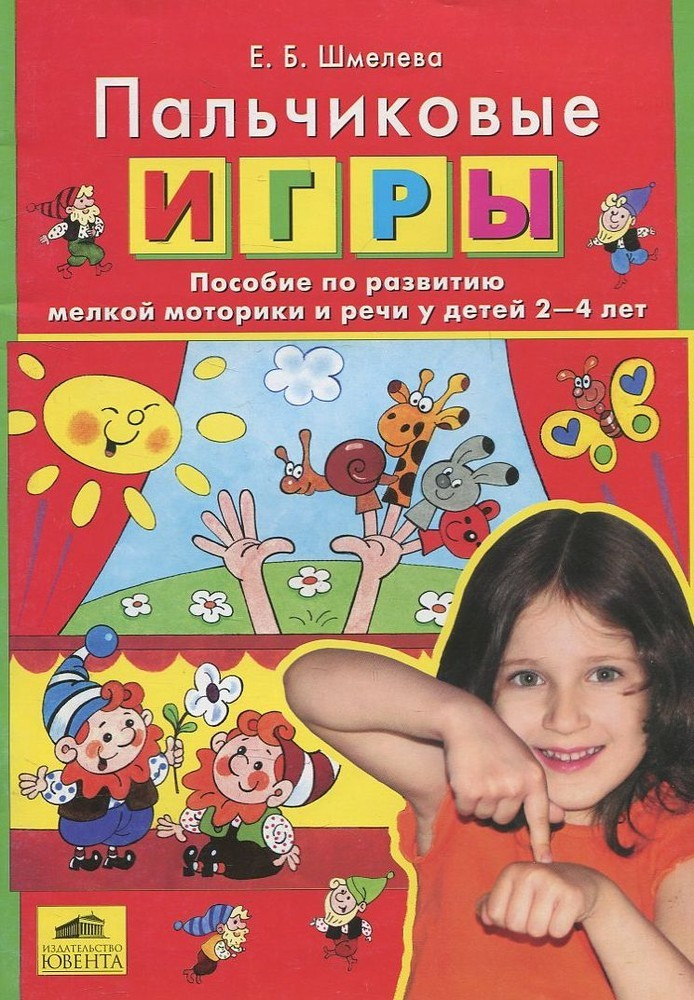 Е. Б. Шмелева
Пальчиковые
ИГРЫ
Пособие по развитию
мелкой моторики и речи у детей 2–4 лет
ИЗДАТЕЛЬСТВО
ЮВЕНТА